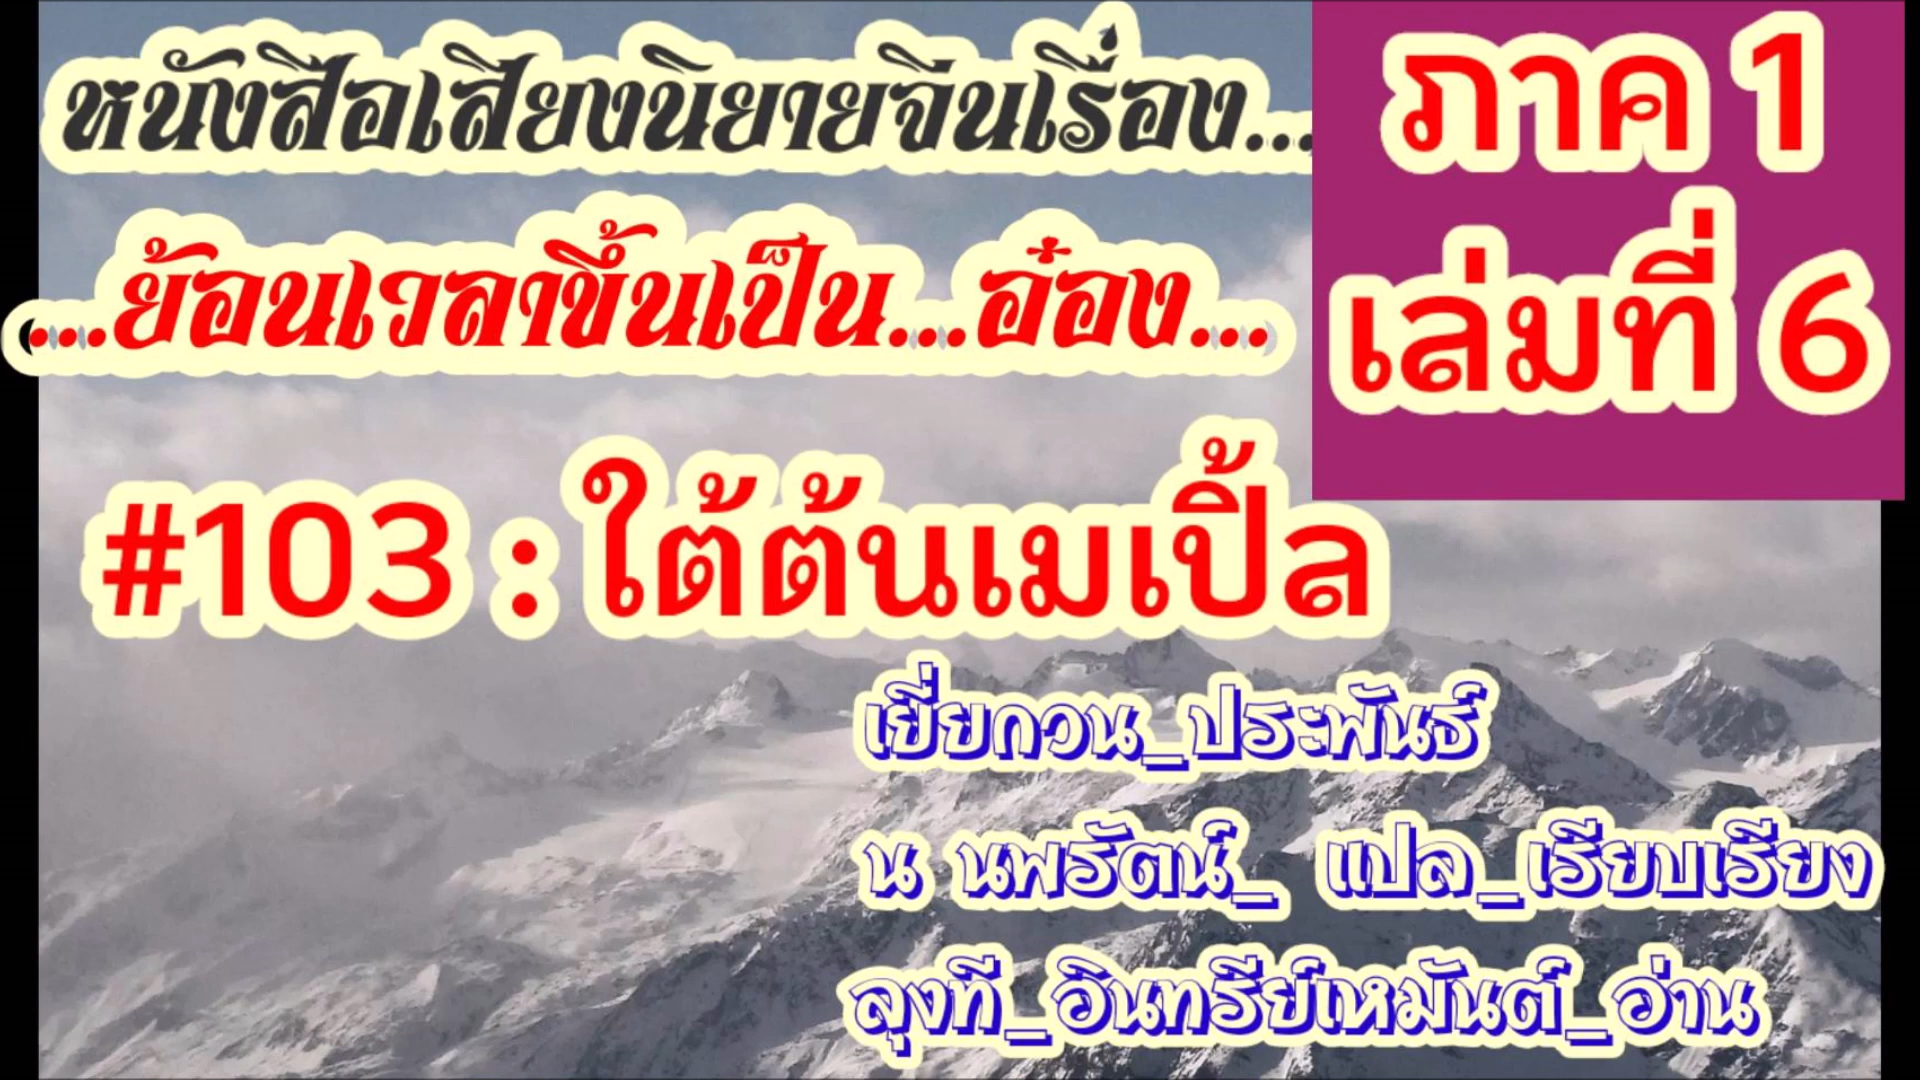 หนังสือเสียงนิยายจีนเรื่อง...
...ย้อนเวลาขึ้นเป็น...อ๋อง...
ภาค 1
เล่มที่ 6
#103 : ใต้ต้นเมเปิ้ล
เยี่ยกวน_ประพันธ์
น นพรัตน์_ แปล_เรียบเรียง
ลุงที_อินทรีย์เหมันต์_อ่าน